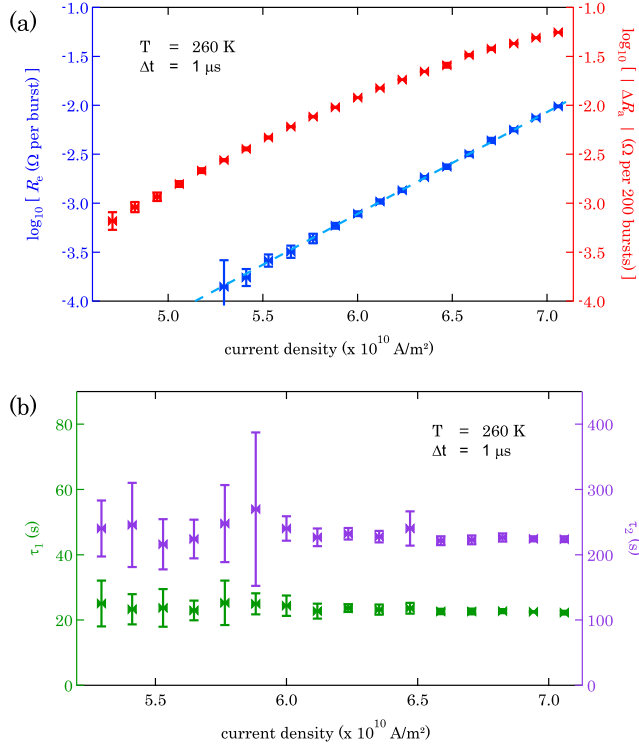 (a)
-1.0
-1.5
-2.0
-2.5
-3.0
-3.5
-4.0
log₁₀ [ Rₑ (Ω per burst) ]
T = 260 K
Δt = 1 μs
-1.0
-1.5
-2.0
-2.5
-3.0
-3.5
-4.0
log₁₀ [ | ΔRₐ | (Ω per 200 bursts) ]
5.0 5.5 6.0 6.5 7.0
current density (x 10¹⁰ A/m²)
(b)
80
60
40
20
0
τ₁ (s)
T = 260 K
Δt = 1 μs
400
300
200
100
0
τ₂ (s)
5.5 6.0 6.5 7.0
current density (x 10¹⁰ A/m²)